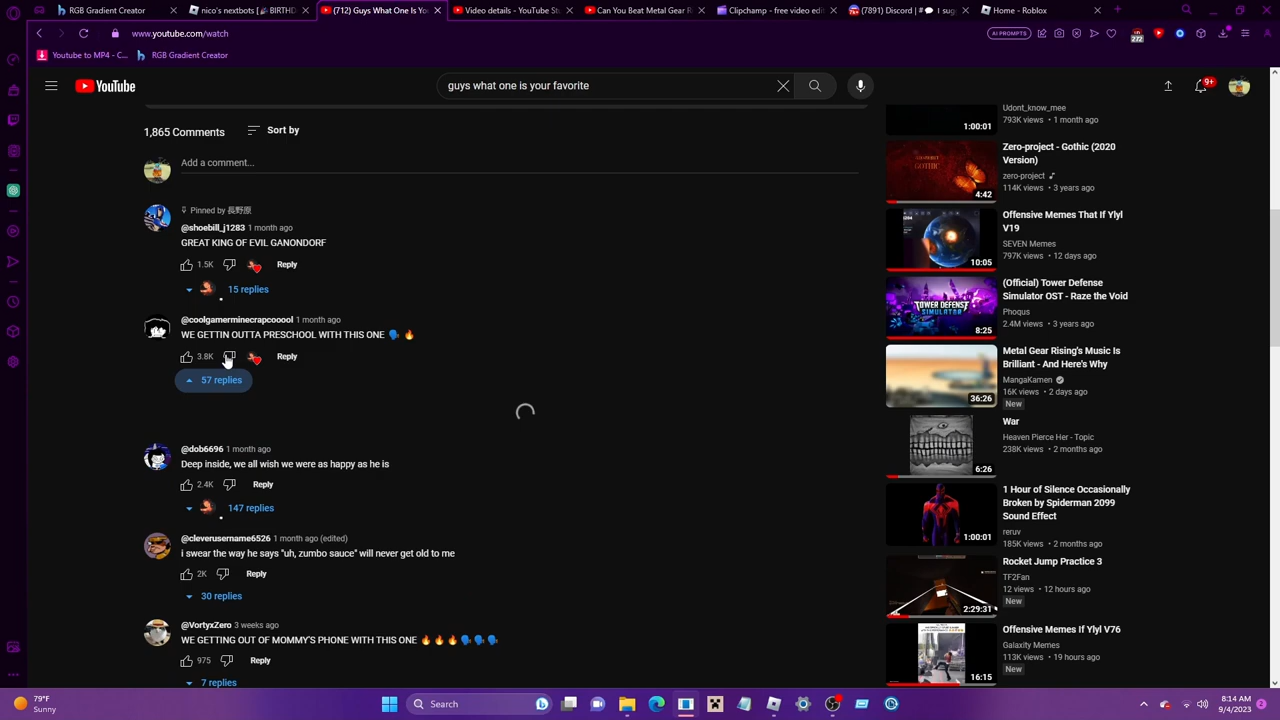 RGB Gradient Creator
nico's nextbots [🎉BIRTHD
(712) Guys What One Is Yo
Video details - YouTube St
Can You Beat Metal Gear R
Clipchamp - free video edit
(891) Discord | #💬 1 sug
Home - Roblox
www.youtube.com/watch
AI PROMPTS
272
Youtube to MP4 - C...
RGB Gradient Creator
YouTube
guys what one is your favorite
9+
1,865 Comments
Sort by
Add a comment...
Pinned by 長野原
@shoebill_j1283 1 month ago
GREAT KING OF EVIL GANONDORF
1.5K
Reply
15 replies
@coolgamerminecrapcooool 1 month ago
WE GETTIN OUTTA PRESCHOOL WITH THIS ONE 🗣️ 🔥
3.8K
Reply
57 replies
@dob6696 1 month ago
Deep inside, we all wish we were as happy as he is
2.4K
Reply
147 replies
@cleverusername6526 1 month ago (edited)
i swear the way he says "uh, zumbo sauce" will never get old to me
2K
Reply
30 replies
@VortyxZero 3 weeks ago
WE GETTING OUT OF MOMMY'S PHONE WITH THIS ONE 🔥🔥🔥🗣️🗣️🗣️
975
Reply
7 replies
1:00:01
Udont_know_mee
793K views • 1 month ago
4:42
Zero-project - Gothic (2020
Version)
zero-project
114K views • 3 years ago
10:05
Offensive Memes That If Ylyl
V19
SEVEN Memes
797K views • 12 days ago
TOWER DEFENSE
SIMULATOR
8:25
(Official) Tower Defense
Simulator OST - Raze the Void
Phoqus
2.4M views • 3 years ago
36:26
Metal Gear Rising's Music Is
Brilliant - And Here's Why
MangaKamen
16K views • 2 days ago
New
6:26
War
Heaven Pierce Her - Topic
238K views • 2 months ago
1:00:01
1 Hour of Silence Occasionally
Broken by Spiderman 2099
Sound Effect
reruv
185K views • 2 months ago
2:29:31
Rocket Jump Practice 3
TF2Fan
12 views • 12 hours ago
New
16:15
Offensive Memes If Ylyl V76
Galaxity Memes
113K views • 19 hours ago
New
79°F
Sunny
Search
8:14 AM
9/4/2023
2